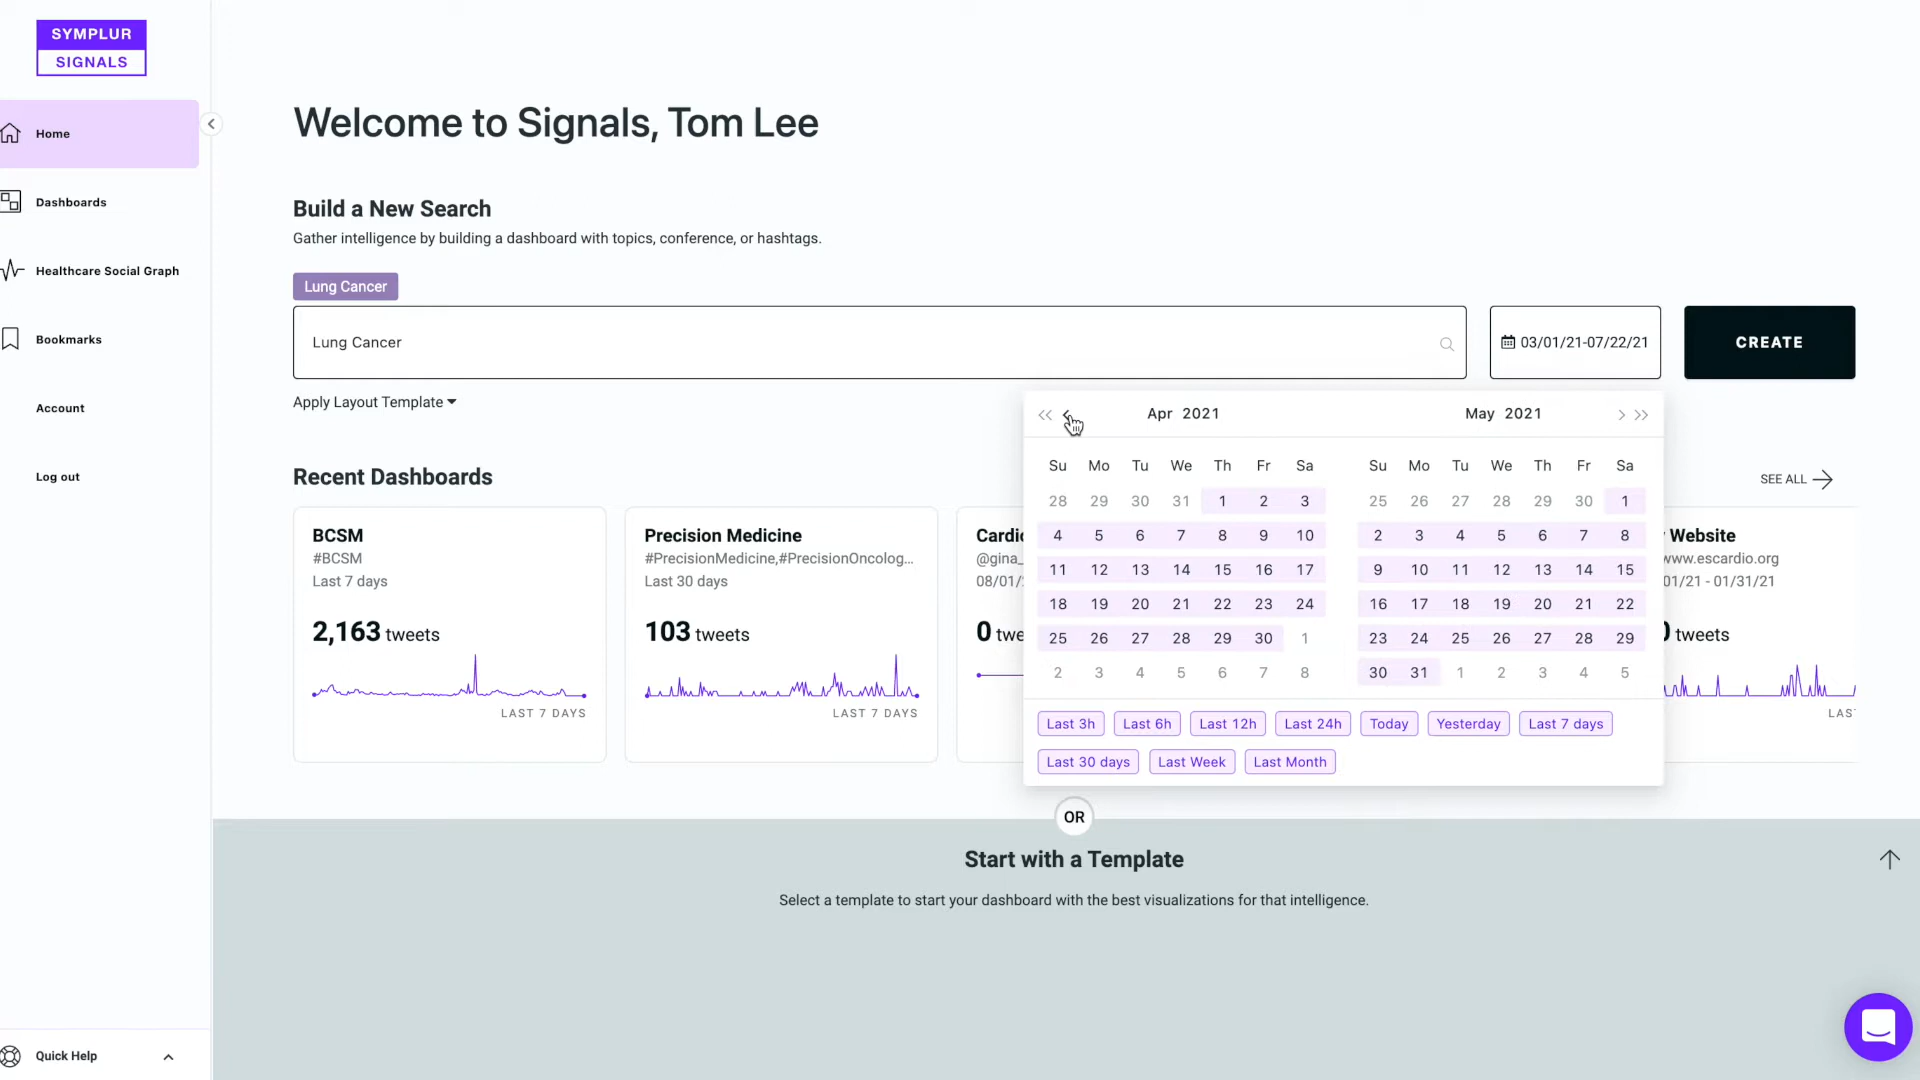 SYMPLUR
SIGNALS
Home
Dashboards
Healthcare Social Graph
Bookmarks
Account
Log out
Quick Help
Welcome to Signals, Tom Lee
Build a New Search
Gather intelligence by building a dashboard with topics, conference, or hashtags.
Lung Cancer
Lung Cancer
03/01/21-07/22/21
CREATE
Apply Layout Template
Recent Dashboards
SEE ALL
BCSM
#BCSM
Last 7 days
2,163 tweets
LAST 7 DAYS
Precision Medicine
#PrecisionMedicine,#PrecisionOncolog...
Last 30 days
103 tweets
LAST 7 DAYS
@gina_
08/01/
0 twe
Apr 2021
Su Mo Tu We Th Fr Sa
28 29 30 31 1 2 3
4 5 6 7 8 9 10
11 12 13 14 15 16 17
18 19 20 21 22 23 24
25 26 27 28 29 30 1
2 3 4 5 6 7 8
May 2021
Su Mo Tu We Th Fr Sa
25 26 27 28 29 30 1
2 3 4 5 6 7 8
9 10 11 12 13 14 15
16 17 18 19 20 21 22
23 24 25 26 27 28 29
30 31 1 2 3 4 5
Last 3h Last 6h Last 12h Last 24h Today Yesterday Last 7 days
Last 30 days Last Week Last Month
Website
www.escardio.org
01/21 - 01/31/21
tweets
LAST
OR
Start with a Template
Select a template to start your dashboard with the best visualizations for that intelligence.